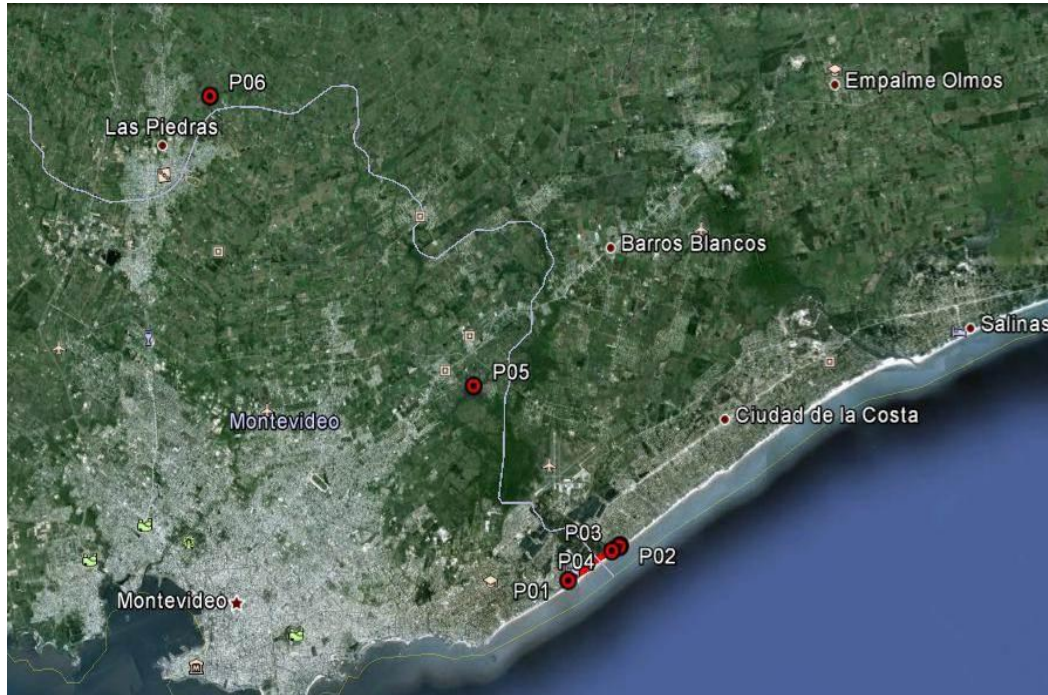 P06
Empalme Olmos
Las Piedras
Barros Blancos
Salinas
P05
Montevideo
Ciudad de la Costa
P03
P02
P04
P01
Montevideo